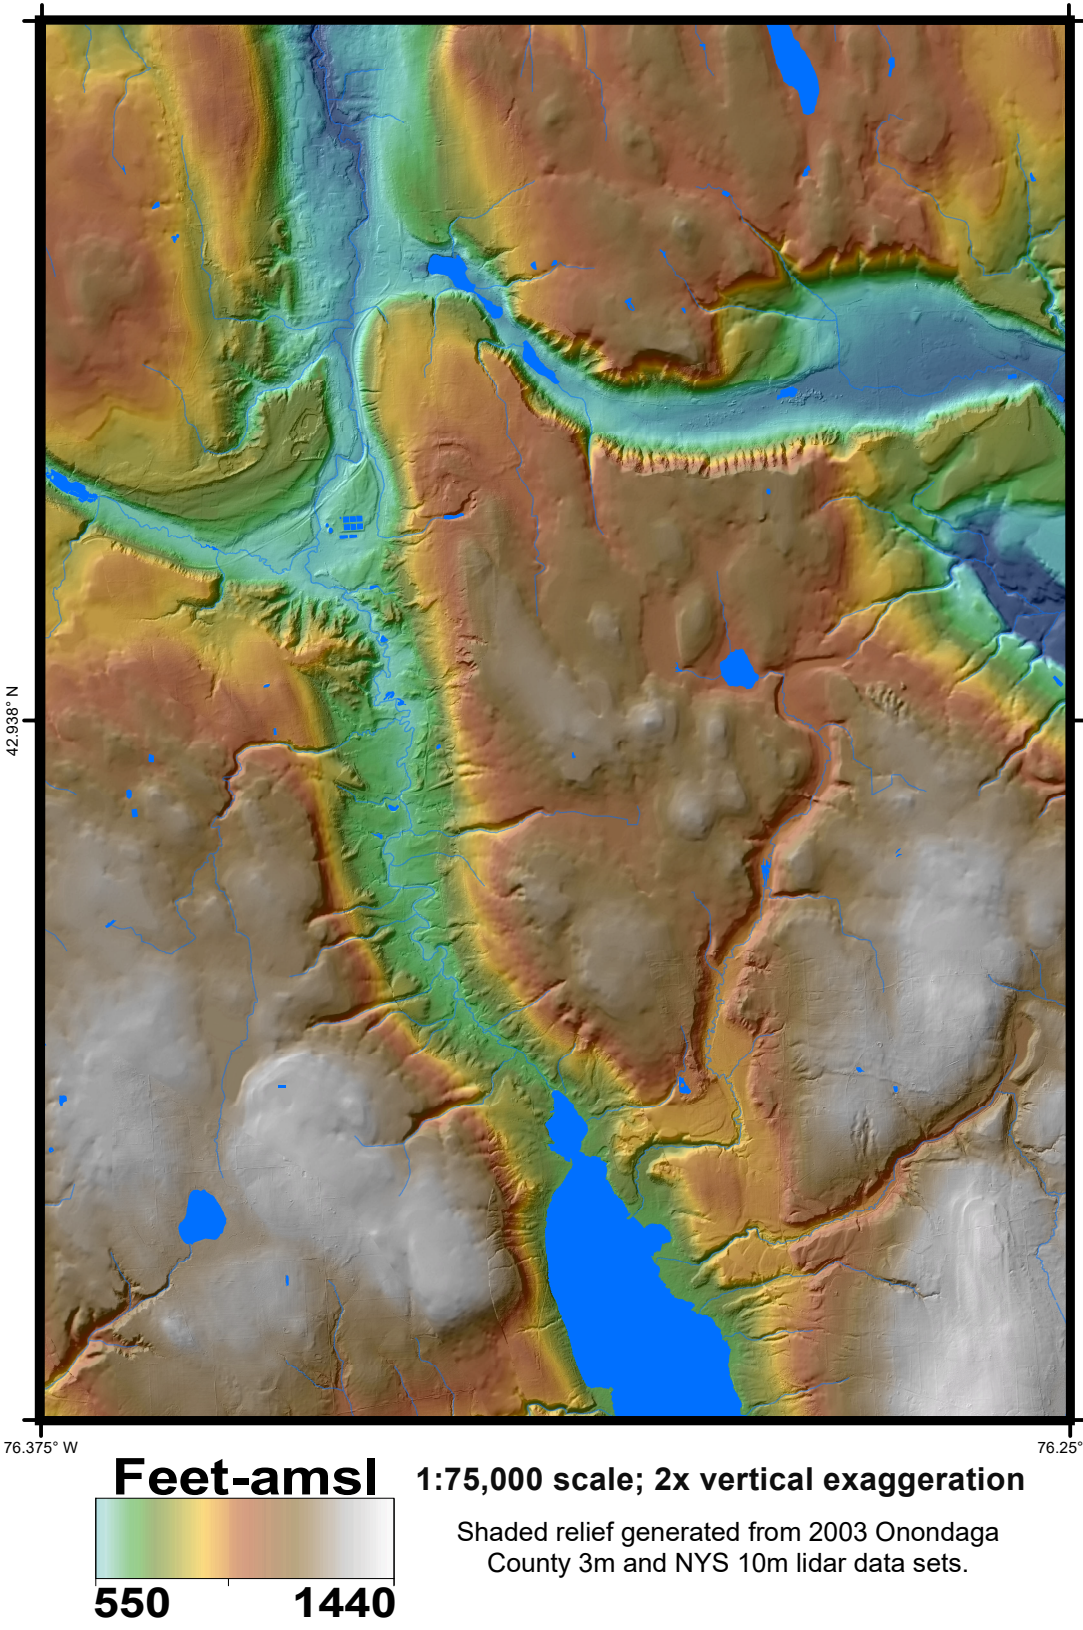 42.938° N
76.375° W
76.25°
Feet-amsl
550
1440
1:75,000 scale; 2x vertical exaggeration
Shaded relief generated from 2003 Onondaga
County 3m and NYS 10m lidar data sets.